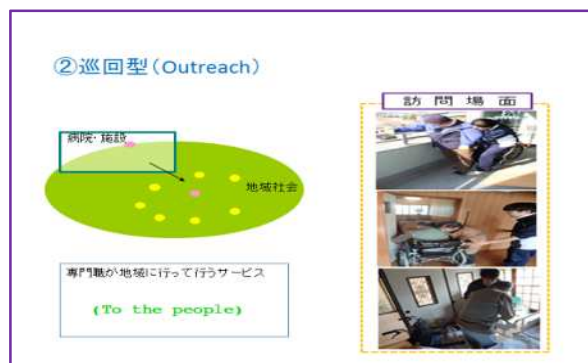 ②巡回型(Outreach)
訪問場面
病院・施設
地域社会
専門職が地域に行って行うサービス
(To the people)